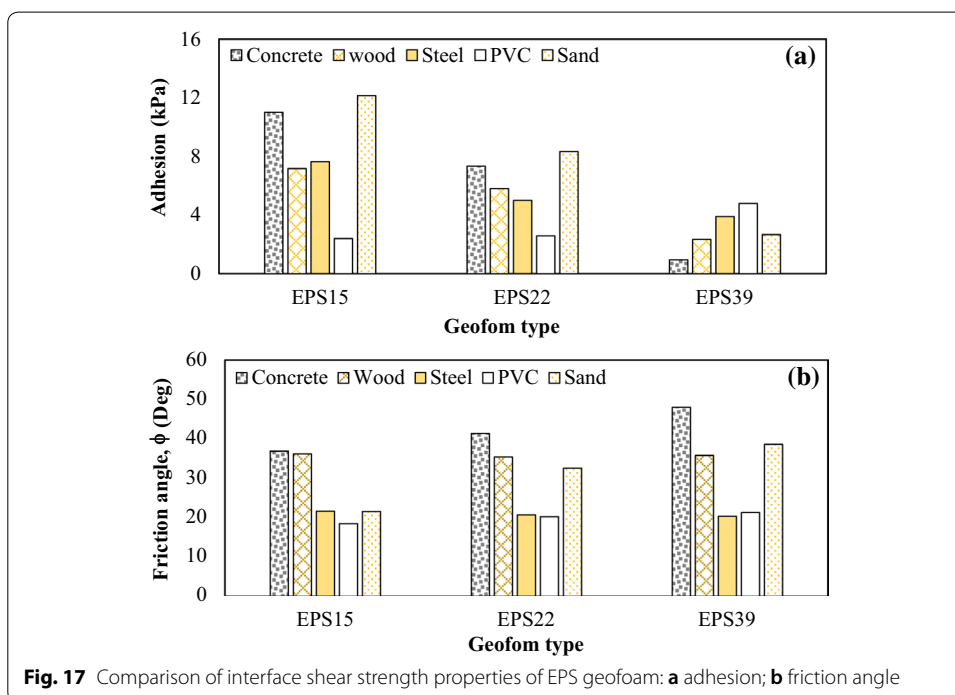 16
12
8
4
0
Adhesion (kPa)
Concrete wood Steel PVC Sand
(a)
EPS15 EPS22 EPS39
Geofom type
60
50
40
30
20
10
0
Friction angle, ϕ (Deg)
Concrete Wood Steel PVC Sand
(b)
EPS15 EPS22 EPS39
Geofom type
Fig. 17 Comparison of interface shear strength properties of EPS geofoam: a adhesion; b friction angle